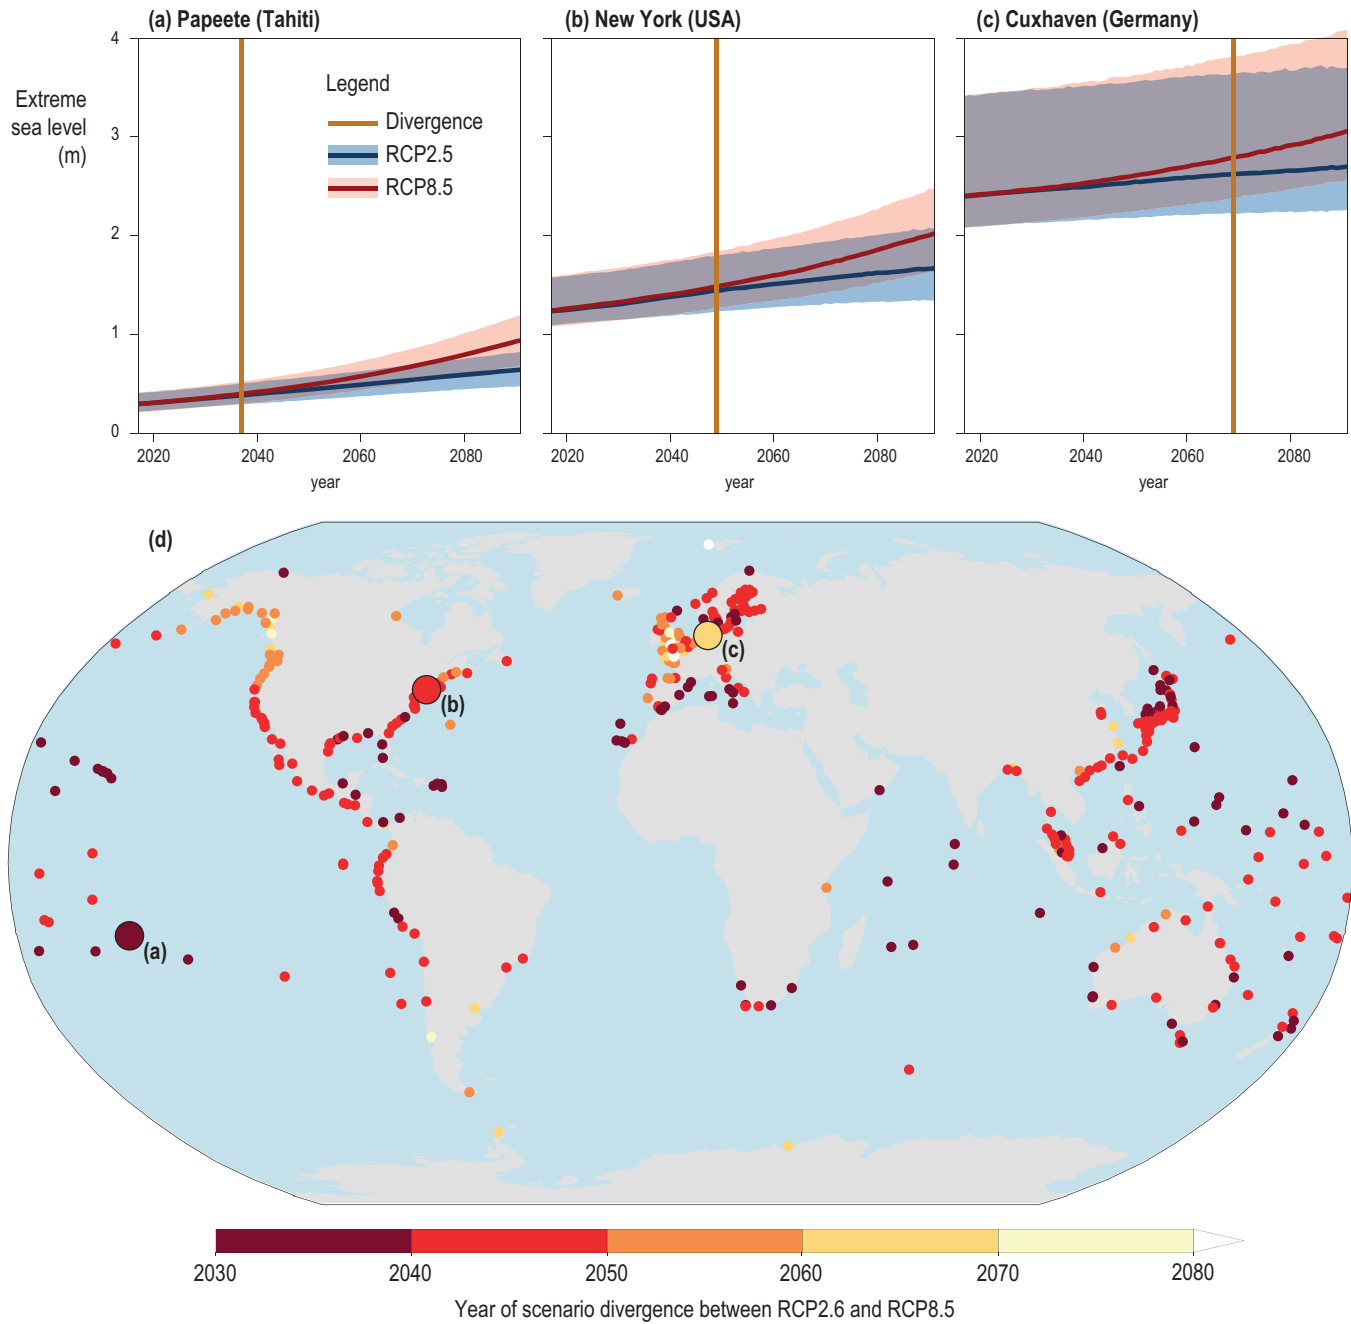 (a) Papeete (Tahiti)
(b) New York (USA)
(c) Cuxhaven (Germany)
Extreme
sea level
(m)
4
3
2
1
0
Legend
Divergence
RCP2.5
RCP8.5
2020 2040 2060 2080
year
2020 2040 2060 2080
year
2020 2040 2060 2080
year
(d)
(c)
(b)
(a)
2030 2040 2050 2060 2070 2080
Year of scenario divergence between RCP2.6 and RCP8.5